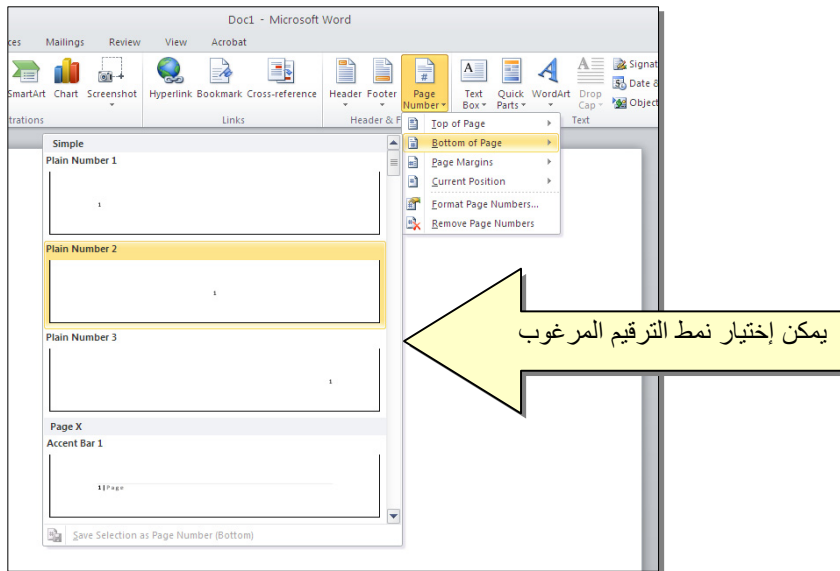 Doc1 - Microsoft Word
ces Mailings Review View Acrobat
SmartArt Chart Screenshot Hyperlink Bookmark Cross-reference Header Footer Page Number Text Box Quick Parts WordArt Drop Cap Signat Date & Object
trations Links Header & F Text
Top of Page
Bottom of Page
Page Margins
Current Position
Format Page Numbers...
Remove Page Numbers
Simple
Plain Number 1
1
Plain Number 2
1
Plain Number 3
1
Page X
Accent Bar 1
1|Page
Save Selection as Page Number (Bottom)
يمكن إختيار نمط الترقيم المرغوب